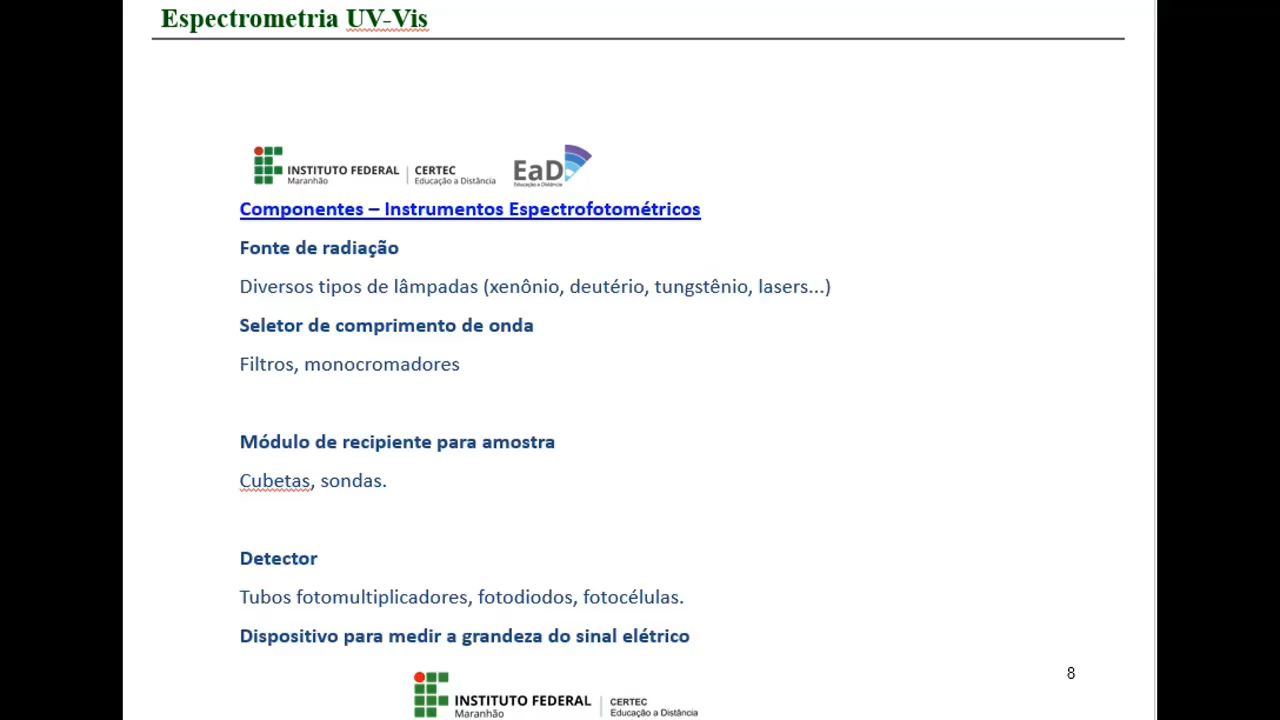 Espectrometria UV-Vis
INSTITUTO FEDERAL
Maranhão
CERTEC
Educação a Distância
EaD
Educação a Distância
Componentes – Instrumentos Espectrofotométricos
Fonte de radiação
Diversos tipos de lâmpadas (xenônio, deutério, tungstênio, lasers...)
Seletor de comprimento de onda
Filtros, monocromadores
Módulo de recipiente para amostra
Cubetas, sondas.
Detector
Tubos fotomultiplicadores, fotodiodos, fotocélulas.
Dispositivo para medir a grandeza do sinal elétrico
8
INSTITUTO FEDERAL
Maranhão
CERTEC
Educação a Distância